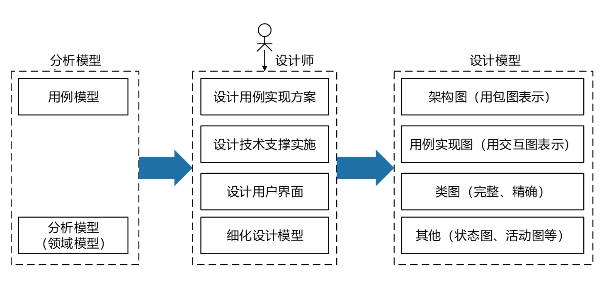 分析模型
用例模型
分析模型
（领域模型）
设计师
设计用例实现方案
设计技术支撑实施
设计用户界面
细化设计模型
设计模型
架构图（用包图表示）
用例实现图（用交互图表示）
类图（完整、精确）
其他（状态图、活动图等）